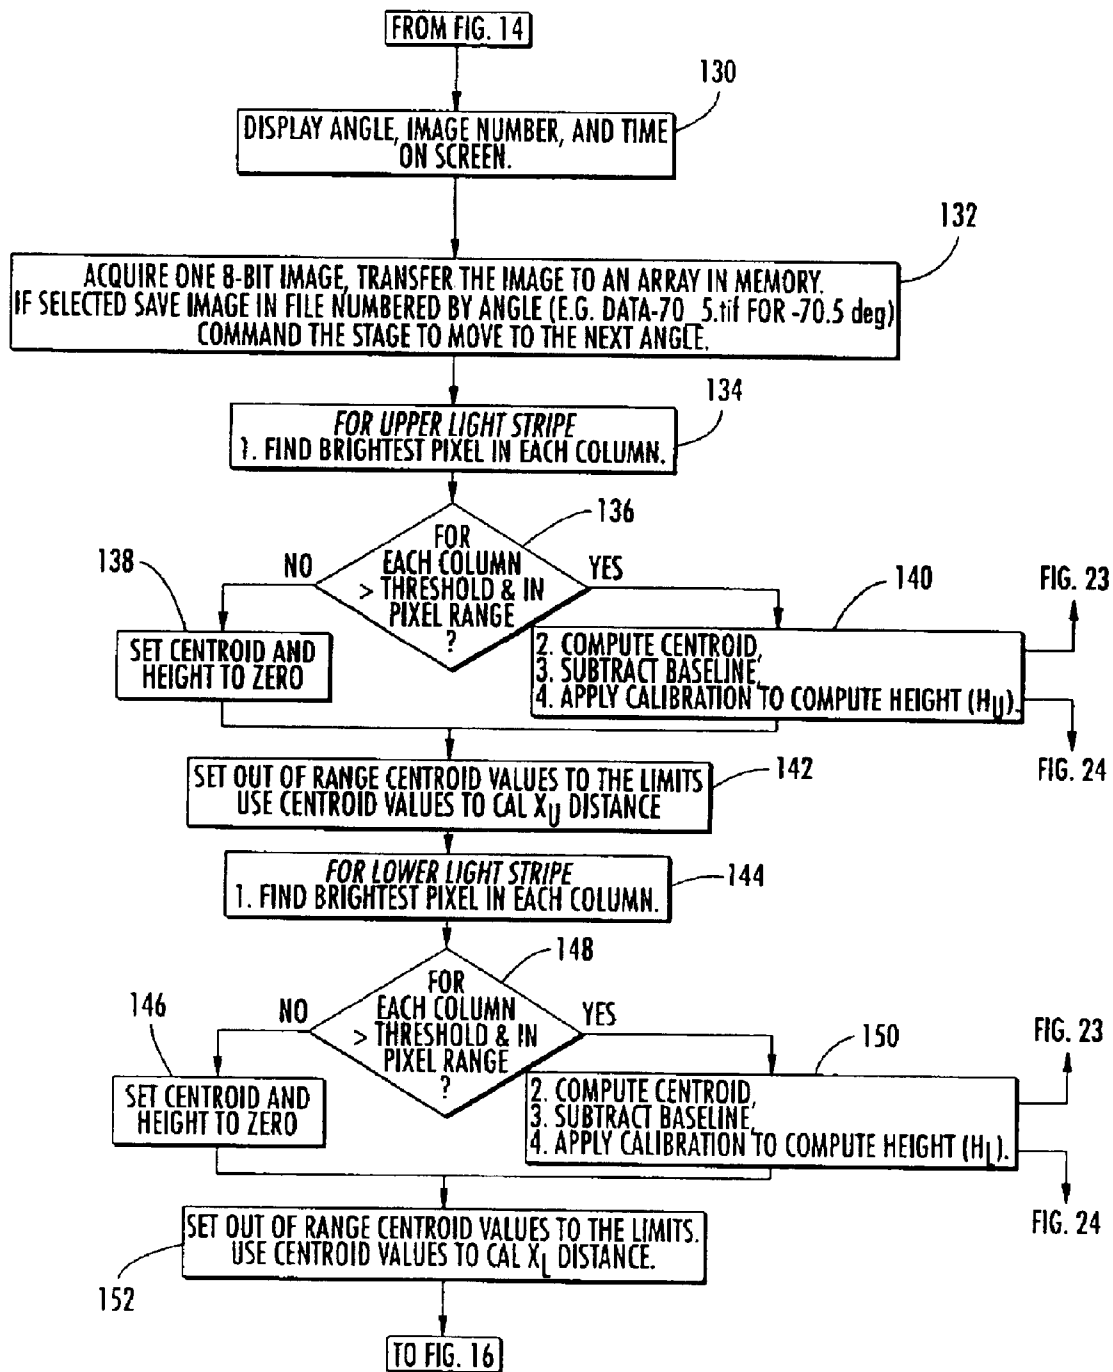 FROM FIG. 14
130
DISPLAY ANGLE, IMAGE NUMBER, AND TIME
ON SCREEN.
132
ACQUIRE ONE 8-BIT IMAGE, TRANSFER THE IMAGE TO AN ARRAY IN MEMORY.
IF SELECTED SAVE IMAGE IN FILE NUMBERED BY ANGLE (E.G. DATA-70_5.tif FOR -70.5 deg)
COMMAND THE STAGE TO MOVE TO THE NEXT ANGLE.
134
FOR UPPER LIGHT STRIPE
1. FIND BRIGHTEST PIXEL IN EACH COLUMN.
136
FOR
EACH COLUMN
> THRESHOLD & IN
PIXEL RANGE
?
NO
YES
138
SET CENTROID AND
HEIGHT TO ZERO
140
2. COMPUTE CENTROID,
3. SUBTRACT BASELINE,
4. APPLY CALIBRATION TO COMPUTE HEIGHT (HU).
FIG. 23
FIG. 24
142
SET OUT OF RANGE CENTROID VALUES TO THE LIMITS
USE CENTROID VALUES TO CAL XU DISTANCE
144
FOR LOWER LIGHT STRIPE
1. FIND BRIGHTEST PIXEL IN EACH COLUMN.
148
FOR
EACH COLUMN
> THRESHOLD & IN
PIXEL RANGE
?
NO
YES
146
SET CENTROID AND
HEIGHT TO ZERO
150
2. COMPUTE CENTROID,
3. SUBTRACT BASELINE,
4. APPLY CALIBRATION TO COMPUTE HEIGHT (HL).
FIG. 23
FIG. 24
SET OUT OF RANGE CENTROID VALUES TO THE LIMITS.
USE CENTROID VALUES TO CAL XL DISTANCE.
152
TO FIG. 16